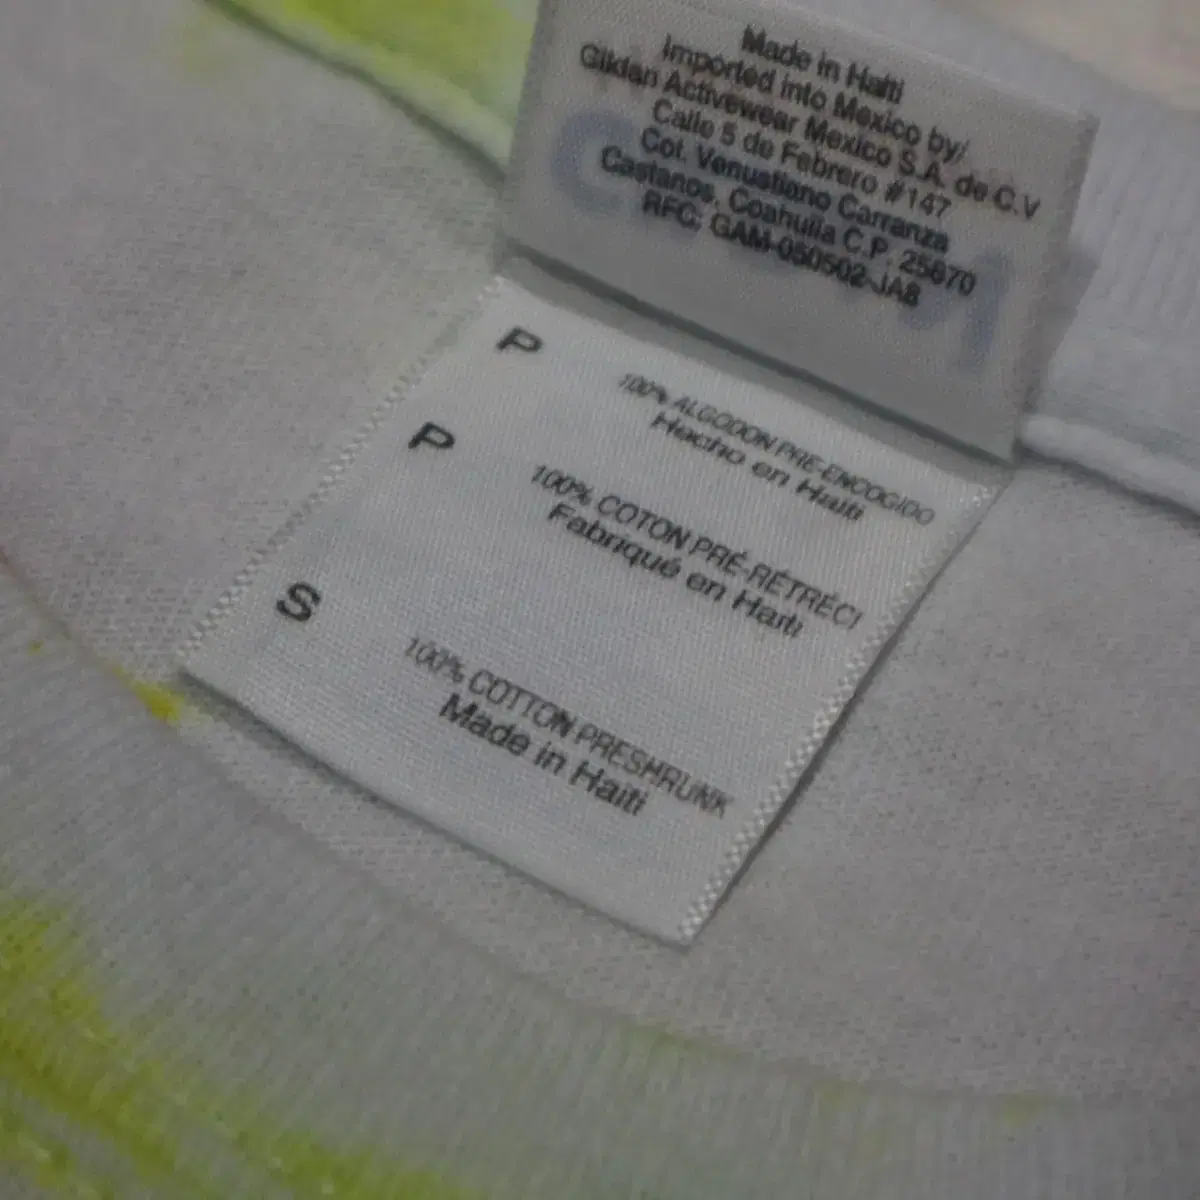 Made in Haiti
Imported into Mexico by/
Gildan Activewear Mexico S.A. de C.V
Calle 5 de Febrero #147
Col. Venustiano Carranza
Castanos, Coahuila C.P. 25870
RFC: GAM-050502-JA8
P
100% ALGODON PRE-ENCOGIDO
Hecho en Haiti
P
100% COTON PRÉ-RÉTRÉCI
Fabriqué en Haiti
S
100% COTTON PRESHRUNK
Made in Haiti